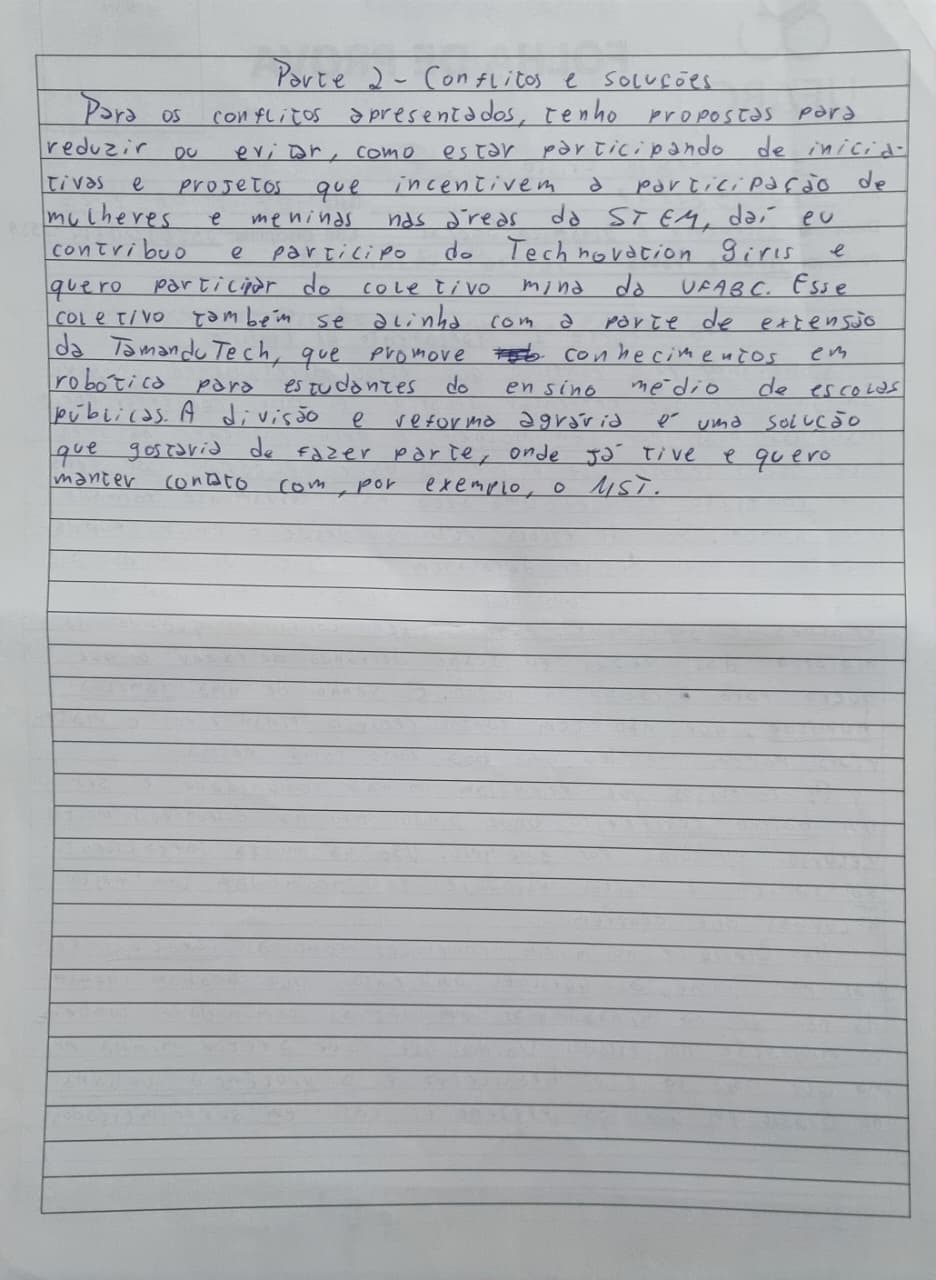 Parte 2 - Conflitos e soluções
Para os conflitos apresentados, tenho propostas para
reduzir ou evitar, como estar participando de inicia-
tivas e projetos que incentivem a participação de
mulheres e meninas nas áreas da STEM, daí eu
contribuo e participo do Technovation Girls e
quero participar do coletivo mina da UFABC. Esse
coletivo também se alinha com a parte de extensão
da TamanduTech, que promove conhecimentos em
robótica para estudantes do ensino médio de escolas
públicas. A divisão e reforma agrária é uma solução
que gostaria de fazer parte, onde já tive e quero
manter contato com, por exemplo, o MST.